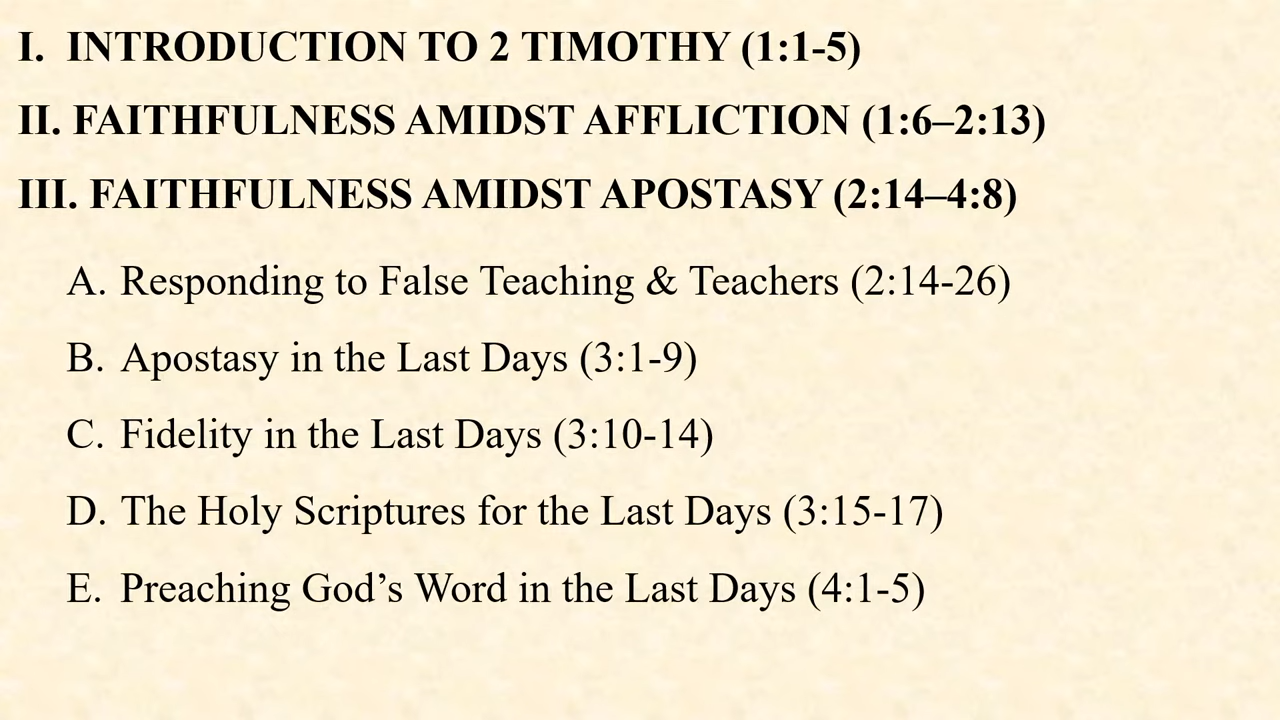 I. INTRODUCTION TO 2 TIMOTHY (1:1-5)
II. FAITHFULNESS AMIDST AFFLICTION (1:6–2:13)
III. FAITHFULNESS AMIDST APOSTASY (2:14–4:8)
A. Responding to False Teaching & Teachers (2:14-26)
B. Apostasy in the Last Days (3:1-9)
C. Fidelity in the Last Days (3:10-14)
D. The Holy Scriptures for the Last Days (3:15-17)
E. Preaching God’s Word in the Last Days (4:1-5)